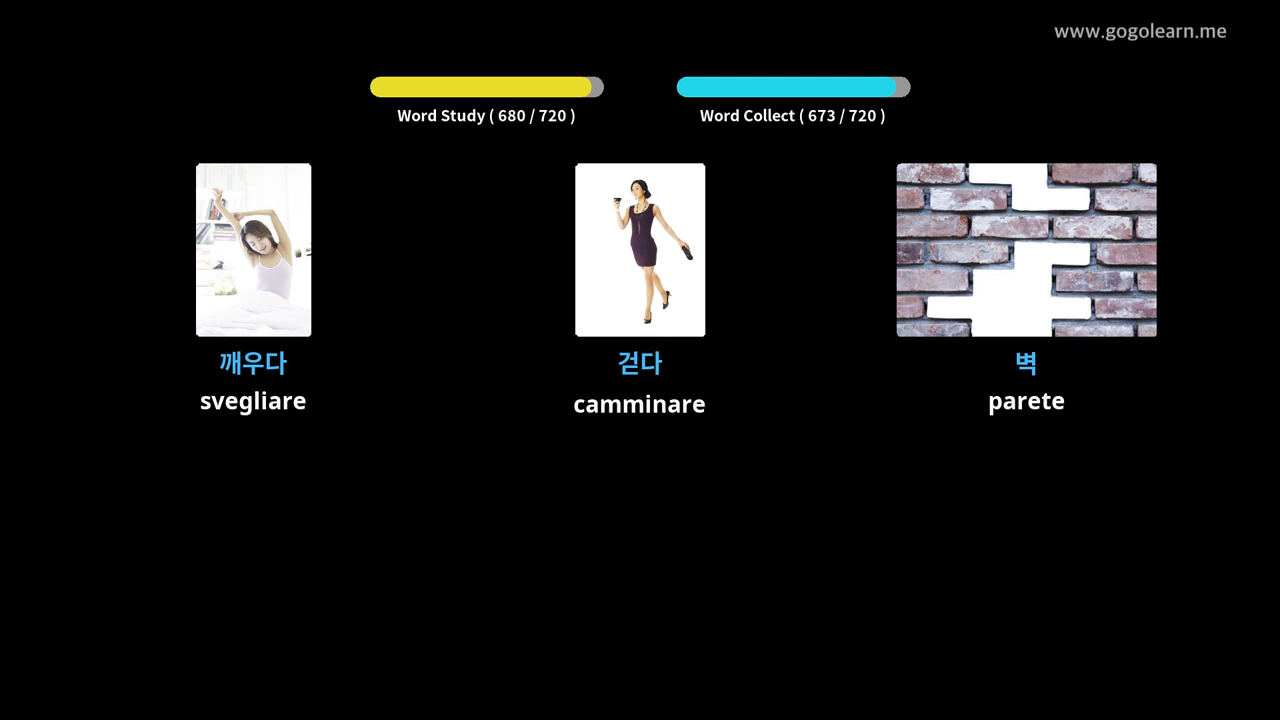 www.gogolearn.me
Word Study ( 680 / 720 )
Word Collect ( 673 / 720 )
깨우다
svegliare
걷다
camminare
벽
parete